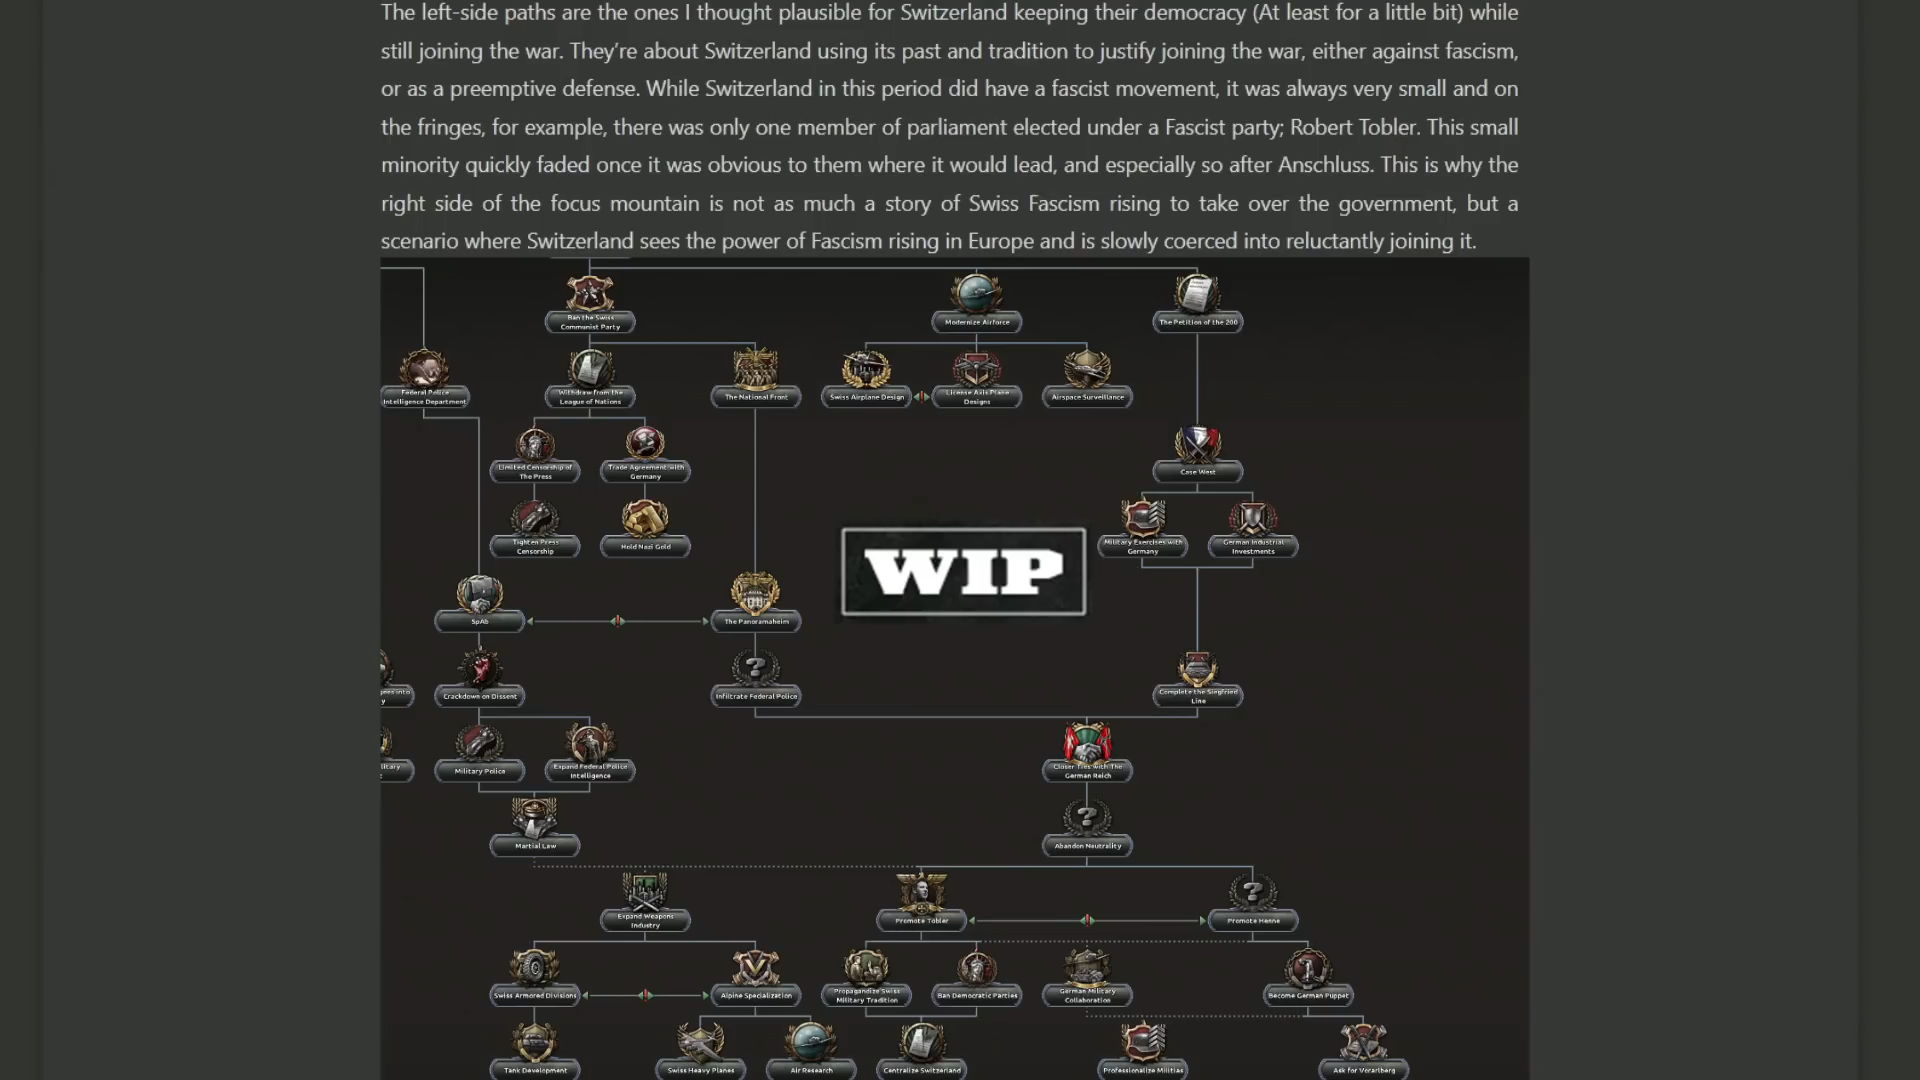 The left-side paths are the ones I thought plausible for Switzerland keeping their democracy (At least for a little bit) while
still joining the war. They’re about Switzerland using its past and tradition to justify joining the war, either against fascism,
or as a preemptive defense. While Switzerland in this period did have a fascist movement, it was always very small and on
the fringes, for example, there was only one member of parliament elected under a Fascist party; Robert Tobler. This small
minority quickly faded once it was obvious to them where it would lead, and especially so after Anschluss. This is why the
right side of the focus mountain is not as much a story of Swiss Fascism rising to take over the government, but a
scenario where Switzerland sees the power of Fascism rising in Europe and is slowly coerced into reluctantly joining it.
Ban the Swiss
Communist Party
Modernize Airforce
The Petition of the 200
Federal Police
Intelligence Department
Withdraw from the
League of Nations
The National Front
Swiss Airplane Design
License Axis Plane
Designs
Airspace Surveillance
Limited Censorship of
The Press
Trade Agreement with
Germany
Case West
Tighten Press
Censorship
Hold Nazi Gold
WIP
Military Exercises with
Germany
German Industrial
Investments
SpAb
The Panoramaheim
Crackdown on Dissent
Infiltrate Federal Police
Complete the Siegfried
Line
Military Police
Expand Federal Police
Intelligence
Closer Ties with The
German Reich
Martial Law
Abandon Neutrality
Expand Weapons
Industry
Promote Tobler
Promote Henne
Swiss Armored Divisions
Alpine Specialization
Propagandize Swiss
Military Tradition
Ban Democratic Parties
German Military
Collaboration
Become German Puppet
Tank Development
Swiss Heavy Planes
Air Research
Centralize Switzerland
Professionalize Militias
Ask for Vorarlberg